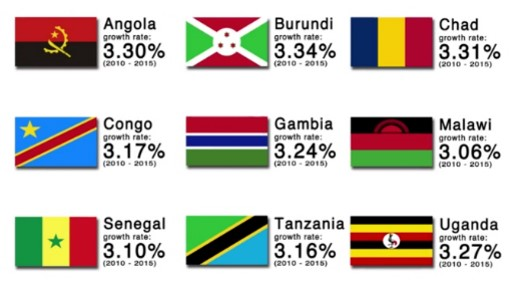 Angola
growth rate:
3.30%
(2010 - 2015)
Burundi
growth rate:
3.34%
(2010 - 2015)
Chad
growth rate:
3.31%
(2010 - 2015)
Congo
growth rate:
3.17%
(2010 - 2015)
Gambia
growth rate:
3.24%
(2010 - 2015)
Malawi
growth rate:
3.06%
(2010 - 2015)
Senegal
growth rate:
3.10%
(2010 - 2015)
Tanzania
growth rate:
3.16%
(2010 - 2015)
Uganda
growth rate:
3.27%
(2010 - 2015)